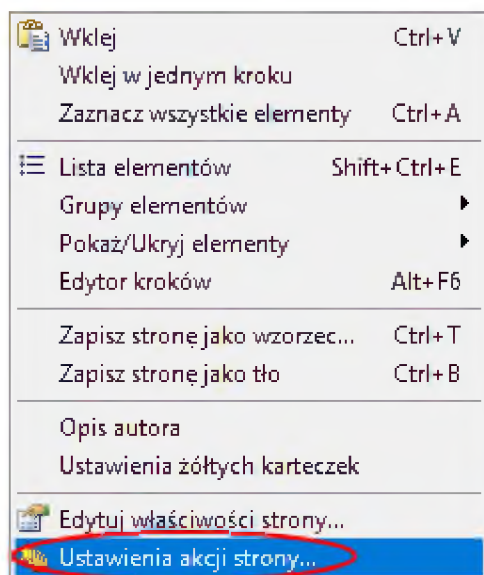 Wklej Ctrl+V
Wklej w jednym kroku
Zaznacz wszystkie elementy Ctrl+A
Lista elementów Shift+Ctrl+E
Grupy elementów
Pokaż/Ukryj elementy
Edytor kroków Alt+F6
Zapisz stronę jako wzorzec... Ctrl+T
Zapisz stronę jako tło Ctrl+B
Opis autora
Ustawienia żółtych karteczek
Edytuj właściwości strony...
Ustawienia akcji strony...